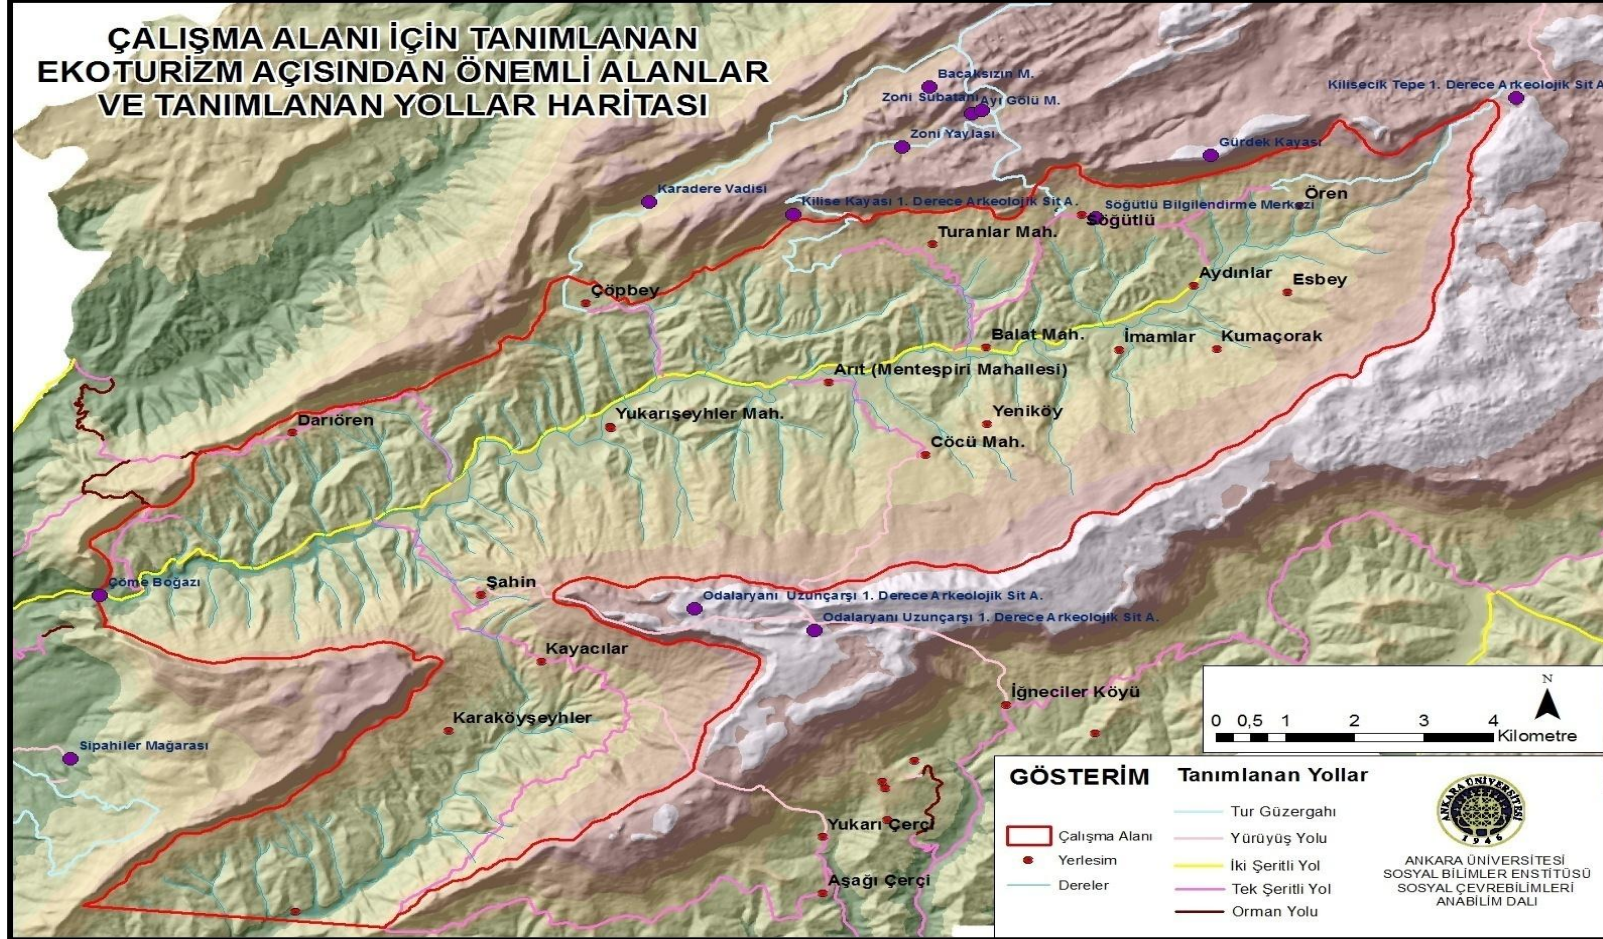 ÇALIŞMA ALANI İÇİN TANIMLANAN
EKOTURİZM AÇISINDAN ÖNEMLİ ALANLAR
VE TANIMLANAN YOLLAR HARİTASI
Bacaksızın M.
Zoni Subatanı
Ayı Gölü M.
Kilisecik Tepe 1. Derece Arkeolojik Sit A
Zoni Yaylası
Gürdek Kayası
Karadere Vadisi
Kilise Kayası 1. Derece Arkeolojik Sit A.
Söğütlü Bilgilendirme Merkezi
Ören
Söğütlü
Turanlar Mah.
Aydınlar
Esbey
Çöpbey
Balat Mah.
İmamlar
Kumaçorak
Arıt (Menteşpiri Mahallesi)
Darıören
Yukarışeyhler Mah.
Yeniköy
Cöcü Mah.
Çöme Boğazı
Şahin
Odalaryanı Uzunçarşı 1. Derece Arkeolojik Sit A.
Odalaryanı Uzunçarşı 1. Derece Arkeolojik Sit A.
Kayacılar
İğneciler Köyü
Karaköyşeyhler
Sipahiler Mağarası
Yukarı Çerçi
Aşağı Çerçi
N
0 0,5 1 2 3 4
Kilometre
GÖSTERİM
Çalışma Alanı
Yerlesim
Dereler
Tanımlanan Yollar
Tur Güzergahı
Yürüyüş Yolu
İki Şeritli Yol
Tek Şeritli Yol
Orman Yolu
ANKARA ÜNİVERSİTESİ
1946
ANKARA ÜNİVERSİTESİ
SOSYAL BİLİMLER ENSTİTÜSÜ
SOSYAL ÇEVREBİLİMLERİ
ANABİLİM DALI